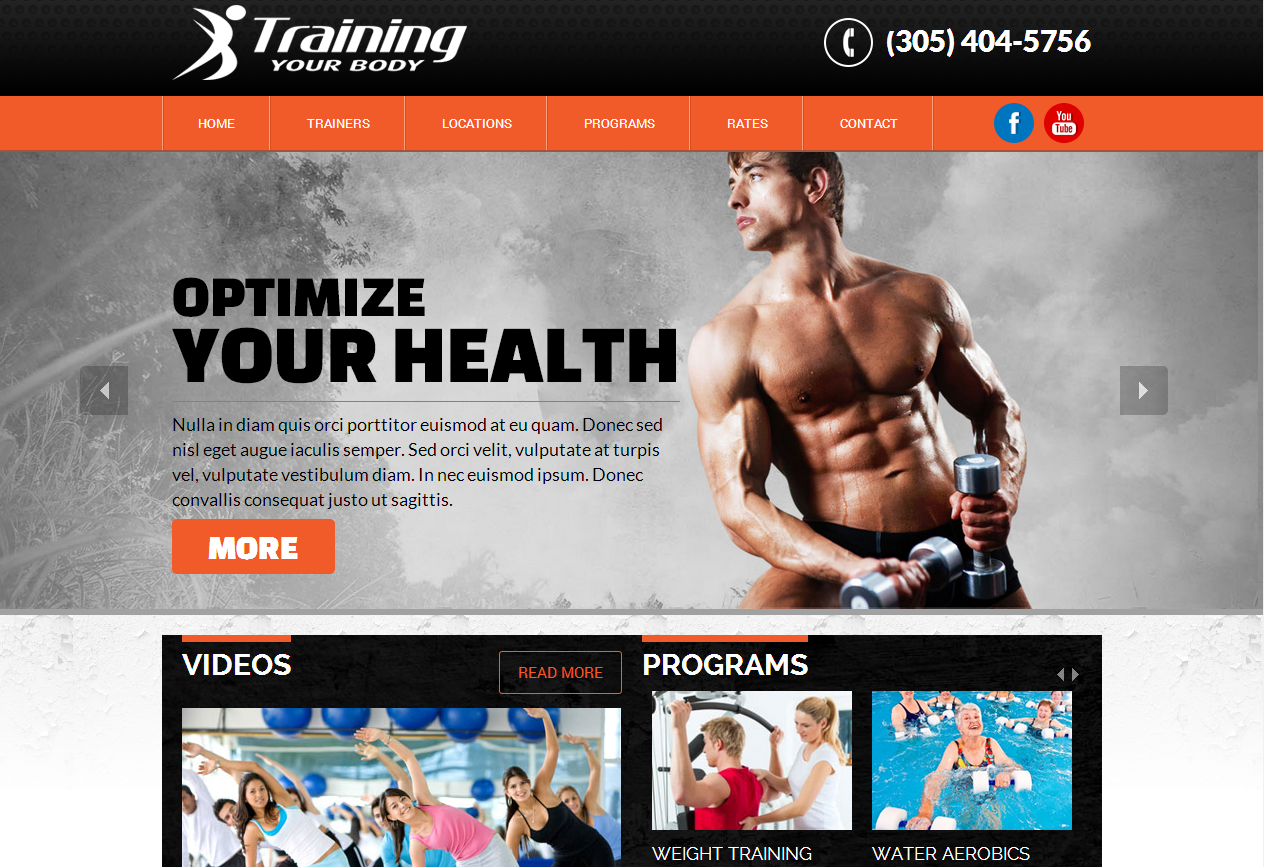 Training
YOUR BODY
(305) 404-5756
HOME
TRAINERS
LOCATIONS
PROGRAMS
RATES
CONTACT
f
You
Tube
OPTIMIZE
YOUR HEALTH
Nulla in diam quis orci porttitor euismod at eu quam. Donec sed
nisl eget augue iaculis semper. Sed orci velit, vulputate at turpis
vel, vulputate vestibulum diam. In nec euismod ipsum. Donec
convallis consequat justo ut sagittis.
MORE
VIDEOS
READ MORE
PROGRAMS
WEIGHT TRAINING
WATER AEROBICS